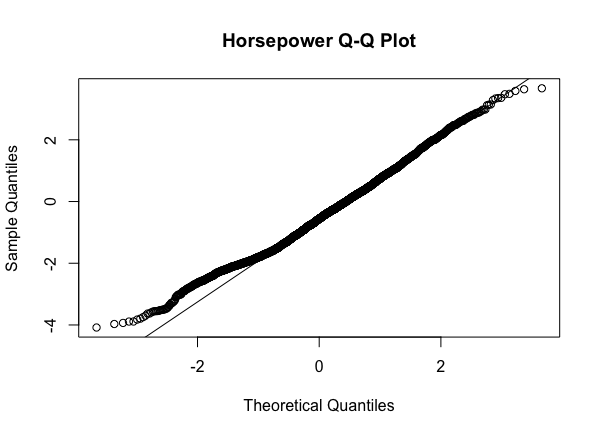 Horsepower Q-Q Plot
Sample Quantiles
2
0
-2
-4
-2 0 2
Theoretical Quantiles